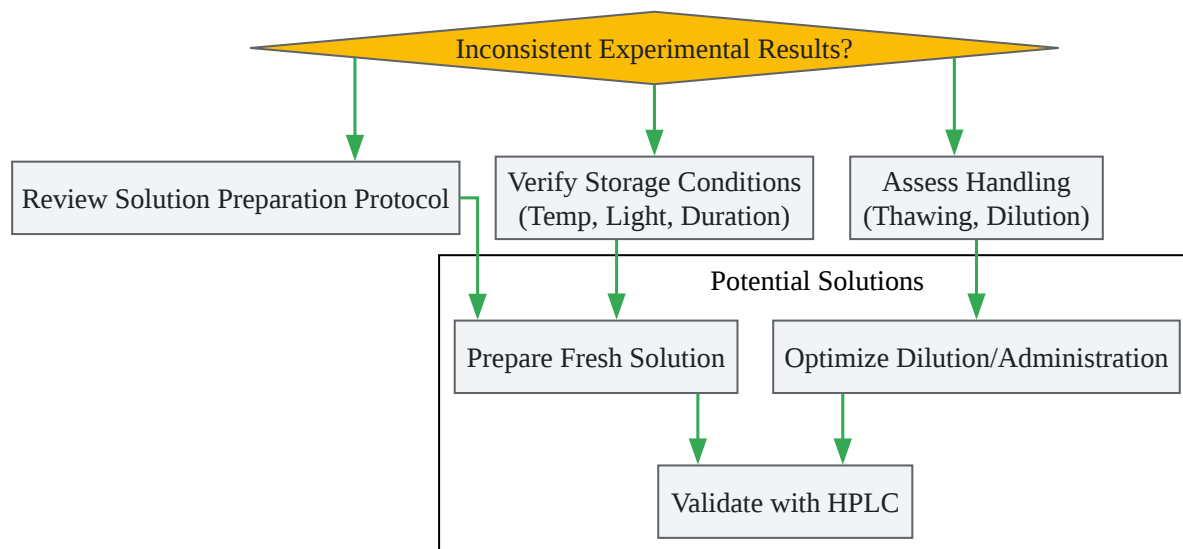 Inconsistent Experimental Results?
Review Solution Preparation Protocol
Verify Storage Conditions
(Temp, Light, Duration)
Assess Handling
(Thawing, Dilution)
Potential Solutions
Prepare Fresh Solution
Optimize Dilution/Administration
Validate with HPLC